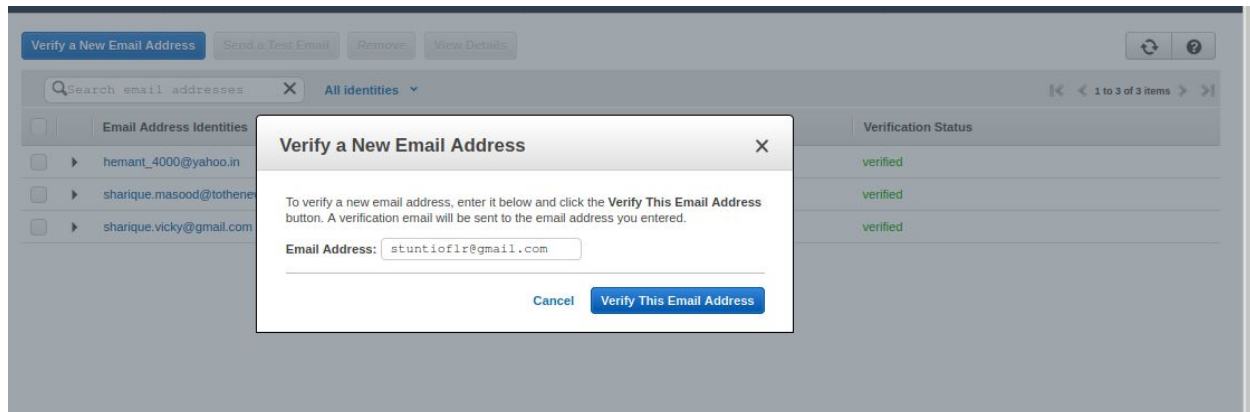 Verify a New Email Address Send a Test Email Remove View Details
Search email addresses All identities 1 to 3 of 3 items
Email Address Identities Verification Status
hemant_4000@yahoo.in verified
sharique.masood@tothene verified
sharique.vicky@gmail.com verified
Verify a New Email Address
To verify a new email address, enter it below and click the Verify This Email Address
button. A verification email will be sent to the email address you entered.
Email Address: stuntioflr@gmail.com
Cancel Verify This Email Address